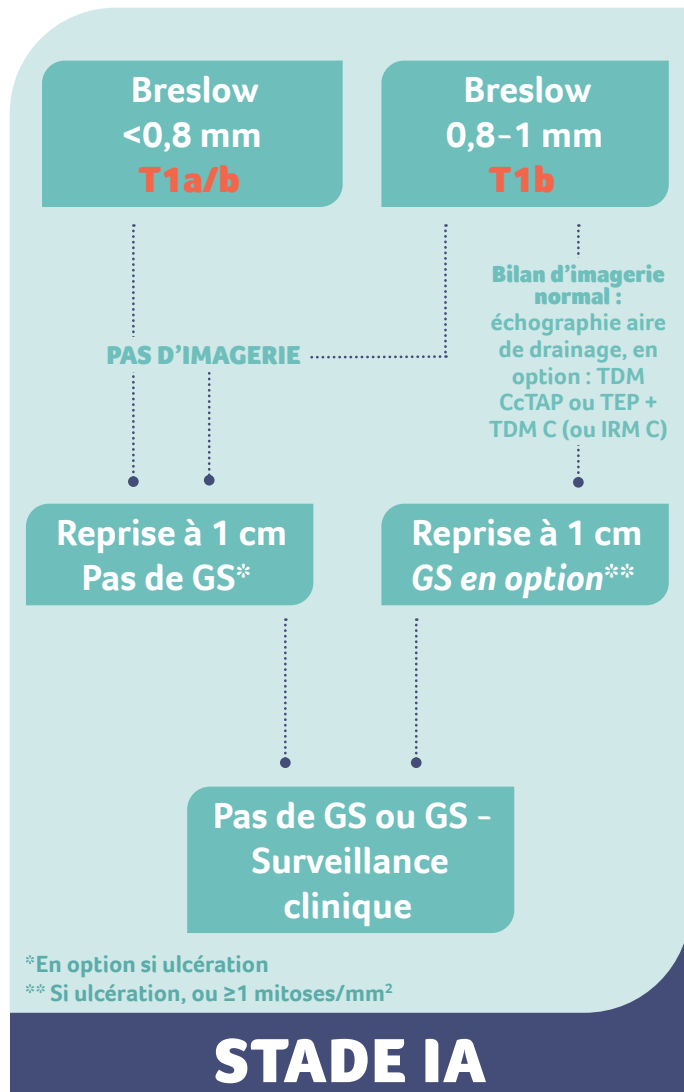 Breslow
<0,8 mm
T1a/b
Breslow
0,8-1 mm
T1b
Bilan d'imagerie
normal :
échographie aire
de drainage, en
option : TDM
CcTAP ou TEP +
TDM C (ou IRM C)
PAS D'IMAGERIE
Reprise à 1 cm
Pas de GS*
Reprise à 1 cm
GS en option**
Pas de GS ou GS -
Surveillance
clinique
*En option si ulcération
** Si ulcération, ou ≥1 mitoses/mm²
STADE IA